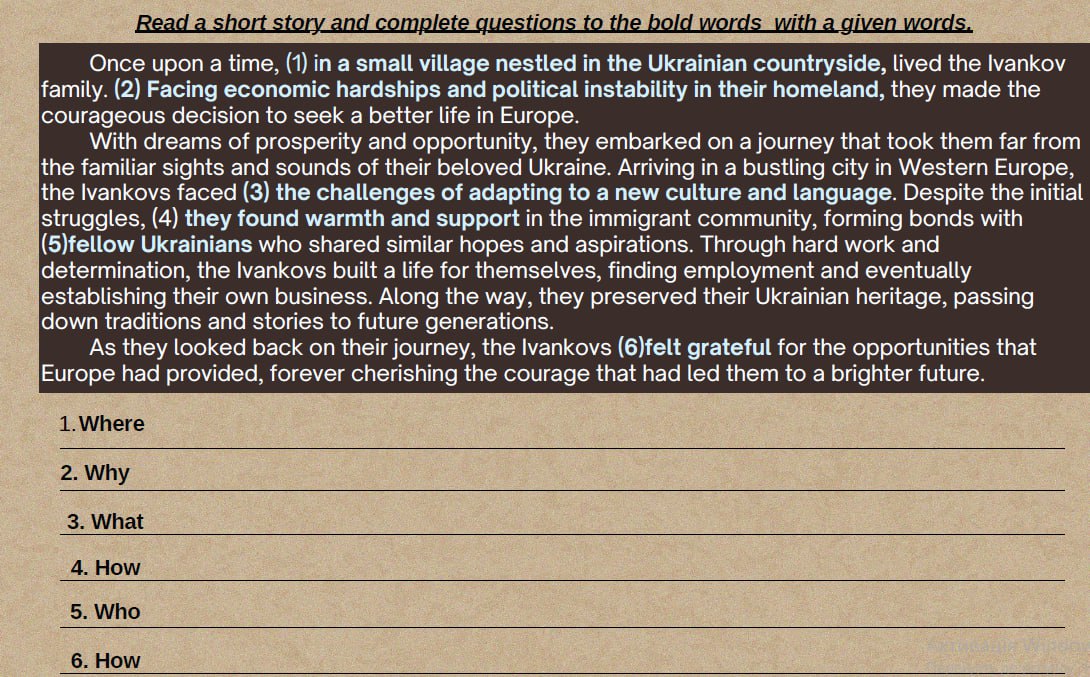 Read a short story and complete questions to the bold words with a given words.
Once upon a time, (1) in a small village nestled in the Ukrainian countryside, lived the Ivankov
family. (2) Facing economic hardships and political instability in their homeland, they made the
courageous decision to seek a better life in Europe.
With dreams of prosperity and opportunity, they embarked on a journey that took them far from
the familiar sights and sounds of their beloved Ukraine. Arriving in a bustling city in Western Europe,
the Ivankovs faced (3) the challenges of adapting to a new culture and language. Despite the initial
struggles, (4) they found warmth and support in the immigrant community, forming bonds with
(5)fellow Ukrainians who shared similar hopes and aspirations. Through hard work and
determination, the Ivankovs built a life for themselves, finding employment and eventually
establishing their own business. Along the way, they preserved their Ukrainian heritage, passing
down traditions and stories to future generations.
As they looked back on their journey, the Ivankovs (6)felt grateful for the opportunities that
Europe had provided, forever cherishing the courage that had led them to a brighter future.
1. Where
2. Why
3. What
4. How
5. Who
6. How